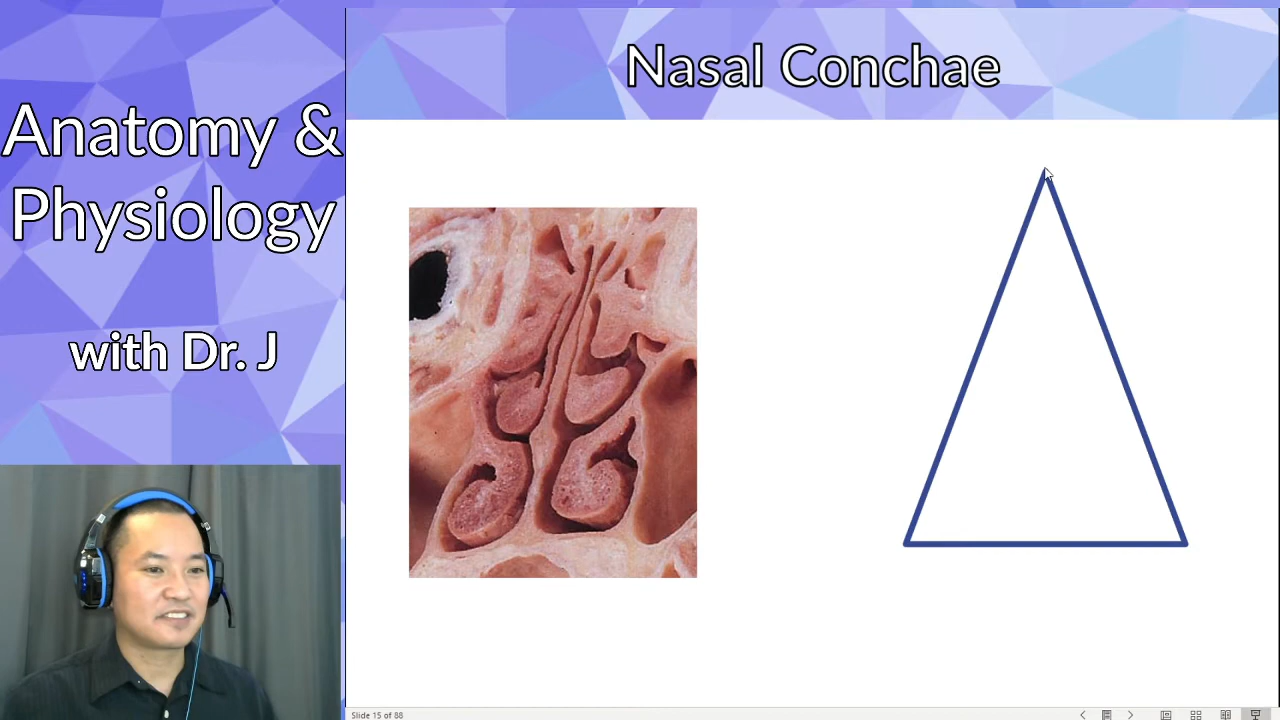 Anatomy &
Physiology
with Dr. J
Nasal Conchae
Slide 15 of 88